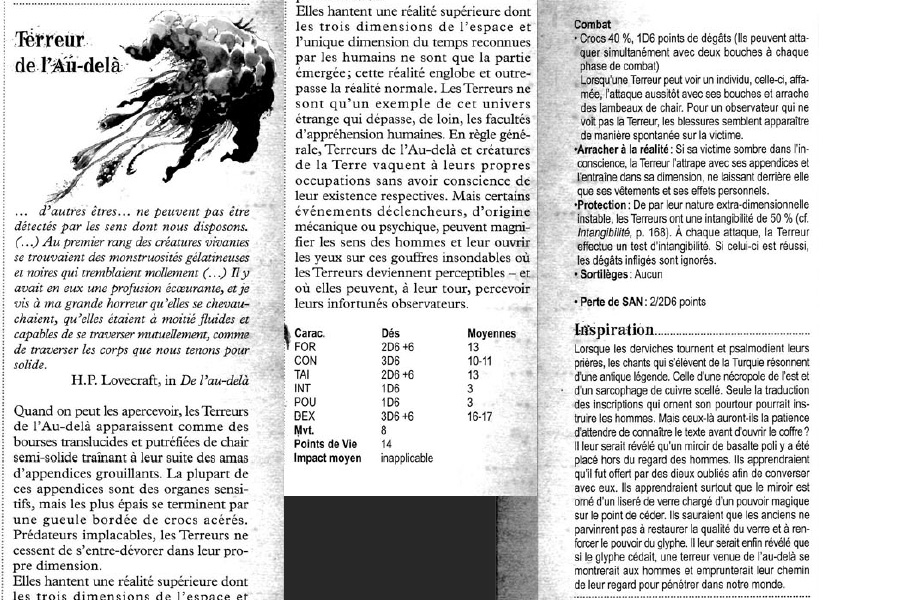 Terreur
de l'Au-delà
… d'autres êtres… ne peuvent pas être
détectés par les sens dont nous disposons.
(…) Au premier rang des créatures vivantes
se trouvaient des monstruosités gélatineuses
et noires qui tremblaient mollement (…) Il y
avait en eux une profusion écœurante, et je
vis à ma grande horreur qu'elles se chevau-
chaient, qu'elles étaient à moitié fluides et
capables de se traverser mutuellement, comme
de traverser les corps que nous tenons pour
solide.
H.P. Lovecraft, in De l'au-delà
Quand on peut les apercevoir, les Terreurs
de l'Au-delà apparaissent comme des
bourses translucides et putréfiées de chair
semi-solide traînant à leur suite des amas
d'appendices grouillants. La plupart de
ces appendices sont des organes sensi-
tifs, mais les plus épais se terminent par
une gueule bordée de crocs acérés.
Prédateurs implacables, les Terreurs ne
cessent de s'entre-dévorer dans leur pro-
pre dimension.
Elles hantent une réalité supérieure dont
les trois dimensions de l'espace et
Elles hantent une réalité supérieure dont
les trois dimensions de l'espace et
l'unique dimension du temps reconnues
par les humains ne sont que la partie
émergée ; cette réalité englobe et outre-
passe la réalité normale. Les Terreurs ne
sont qu'un exemple de cet univers
étrange qui dépasse, de loin, les facultés
d'appréhension humaines. En règle géné-
rale, Terreurs de l'Au-delà et créatures
de la Terre vaquent à leurs propres
occupations sans avoir conscience de
leur existence respectives. Mais certains
événements déclencheurs, d'origine
mécanique ou psychique, peuvent magni-
fier les sens des hommes et leur ouvrir
les yeux sur ces gouffres insondables où
les Terreurs deviennent perceptibles – et
où elles peuvent, à leur tour, percevoir
leurs infortunés observateurs.
Carac. Dés Moyennes
FOR 2D6 +6 13
CON 3D6 10-11
TAI 2D6 +6 13
INT 1D6 3
POU 1D6 3
DEX 3D6 +6 16-17
Mvt. 8
Points de Vie 14
Impact moyen inapplicable
Combat
• Crocs 40 %, 1D6 points de dégâts (Ils peuvent atta-
quer simultanément avec deux bouches à chaque
phase de combat)
Lorsqu'une Terreur peut voir un individu, celle-ci, affa-
mée, l'attaque aussitôt avec ses bouches et arrache
des lambeaux de chair. Pour un observateur qui ne
voit pas la Terreur, les blessures semblent apparaître
de manière spontanée sur la victime.
•Arracher à la réalité : Si sa victime sombre dans l'in-
conscience, la Terreur l'attrape avec ses appendices et
l'entraîne dans sa dimension, ne laissant derrière elle
que ses vêtements et ses effets personnels.
•Protection : De par leur nature extra-dimensionnelle
instable, les Terreurs ont une intangibilité de 50 % (cf.
Intangibilité, p. 168). À chaque attaque, la Terreur
effectue un test d'intangibilité. Si celui-ci est réussi,
les dégâts infligés sont ignorés.
• Sortilèges : Aucun
• Perte de SAN : 2/2D6 points
Inspiration
Lorsque les derviches tournent et psalmodient leurs
prières, les chants qui s'élèvent de la Turquie résonnent
d'une antique légende. Celle d'une nécropole de l'est et
d'un sarcophage de cuivre scellé. Seule la traduction
des inscriptions qui ornent son pourtour pourrait ins-
truire les hommes. Mais ceux-là auront-ils la patience
d'attendre de connaître le texte avant d'ouvrir le coffre ?
Il leur serait révélé qu'un miroir de basalte poli y a été
placé hors du regard des hommes. Ils apprendraient
qu'il fut offert par des dieux oubliés afin de converser
avec eux. Ils apprendraient surtout que le miroir est
orné d'un liseré de verre chargé d'un pouvoir magique
sur le point de céder. Ils sauraient que les anciens ne
parvinrent pas à restaurer la qualité du verre et à ren-
forcer le pouvoir du glyphe. Il leur serait enfin révélé que
si le glyphe cédait, une terreur venue de l'au-delà se
montrerait aux hommes et emprunterait leur chemin
de leur regard pour pénétrer dans notre monde.